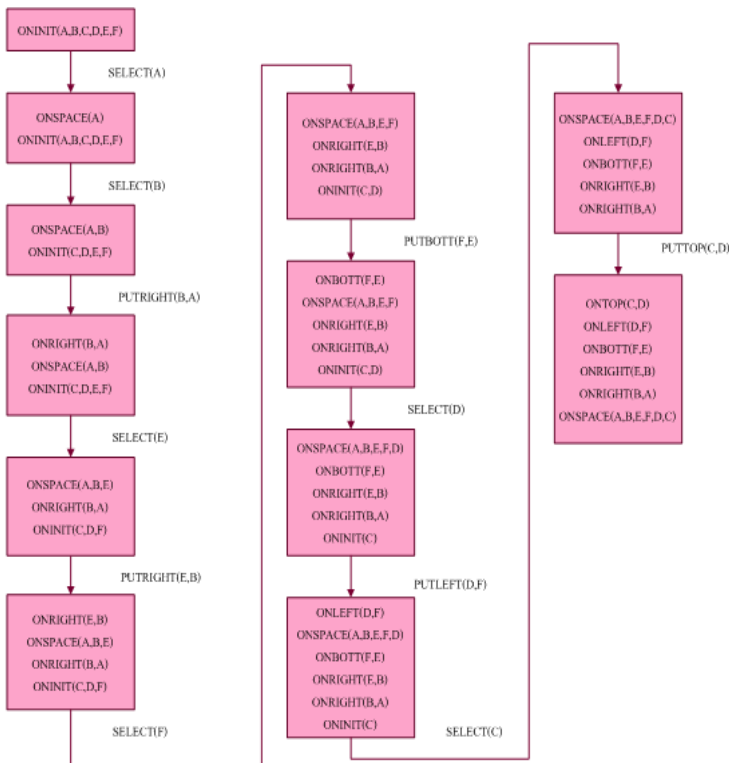 ONINIT(A,B,C,D,E,F)
SELECT(A)
ONSPACE(A)
ONINIT(A,B,C,D,E,F)
SELECT(B)
ONSPACE(A,B)
ONINIT(C,D,E,F)
PUTRIGHT(B,A)
ONRIGHT(B,A)
ONSPACE(A,B)
ONINIT(C,D,E,F)
SELECT(E)
ONSPACE(A,B,E)
ONRIGHT(B,A)
ONINIT(C,D,F)
PUTRIGHT(E,B)
ONRIGHT(E,B)
ONSPACE(A,B,E)
ONRIGHT(B,A)
ONINIT(C,D,F)
SELECT(F)
ONSPACE(A,B,E,F)
ONRIGHT(E,B)
ONRIGHT(B,A)
ONINIT(C,D)
PUTBOTT(F,E)
ONBOTT(F,E)
ONSPACE(A,B,E,F)
ONRIGHT(E,B)
ONRIGHT(B,A)
ONINIT(C,D)
SELECT(D)
ONSPACE(A,B,E,F,D)
ONBOTT(F,E)
ONRIGHT(E,B)
ONRIGHT(B,A)
ONINIT(C)
PUTLEFT(D,F)
ONLEFT(D,F)
ONSPACE(A,B,E,F,D)
ONBOTT(F,E)
ONRIGHT(E,B)
ONRIGHT(B,A)
ONINIT(C)
SELECT(C)
ONSPACE(A,B,E,F,D,C)
ONLEFT(D,F)
ONBOTT(F,E)
ONRIGHT(E,B)
ONRIGHT(B,A)
PUTTOP(C,D)
ONTOP(C,D)
ONLEFT(D,F)
ONBOTT(F,E)
ONRIGHT(E,B)
ONRIGHT(B,A)
ONSPACE(A,B,E,F,D,C)